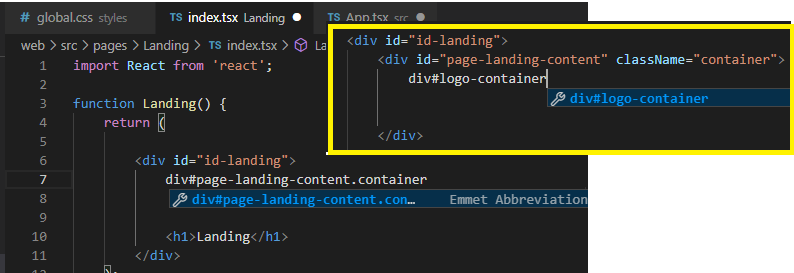 # global.css styles    TS index.tsx Landing ●    TS App.tsx src ●
web > src > pages > Landing > TS index.tsx > La
1 import React from 'react';
2
3 function Landing() {
4 return (
5
6 <div id="id-landing">
7 div#page-landing-content.container
8 div#page-landing-content.con… Emmet Abbreviation
9
10 <h1>Landing</h1>
11 </div>
<div id="id-landing">
<div id="page-landing-content" className="container">
div#logo-container
div#logo-container
</div>